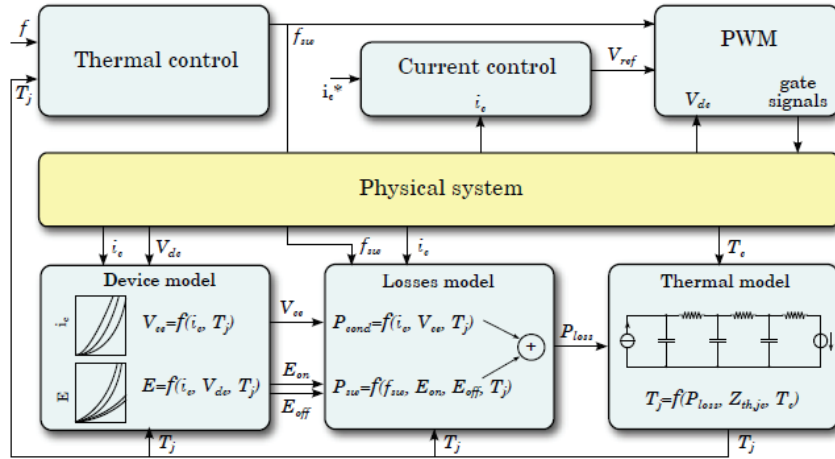 f
T_j
Thermal control
f_sw
i_c*
Current control
i_c
V_ref
PWM
V_dc
gate
signals
Physical system
i_c
V_dc
f_sw
i_c
T_c
Device model
i_c
V_ce=f(i_c, T_j)
E
E=f(i_c, V_dc, T_j)
V_ce
E_on
E_off
Losses model
P_cond=f(i_c, V_ce, T_j)
+
P_sw=f(f_sw, E_on, E_off, T_j)
P_loss
Thermal model
T_j=f(P_loss, Z_th,jc, T_c)
T_j
T_j
T_j